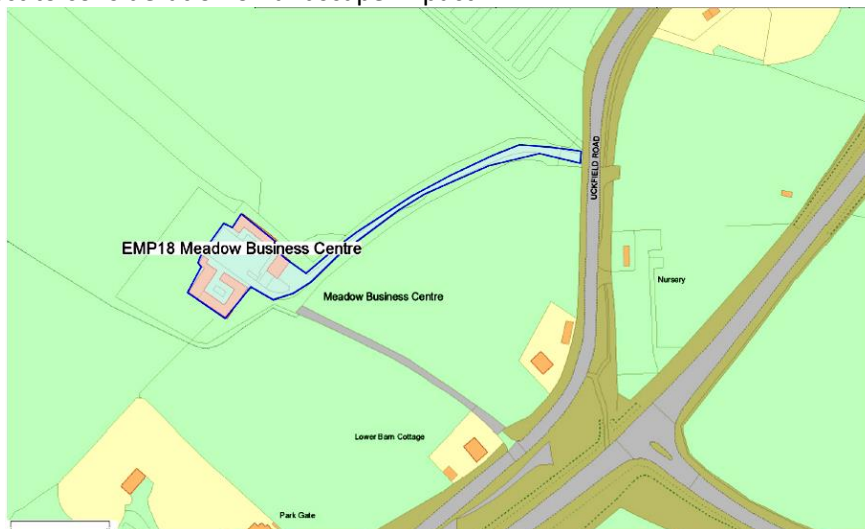 UCKFIELD ROAD
EMP18 Meadow Business Centre
Nursery
Meadow Business Centre
Lower Barn Cottage
Park Gate